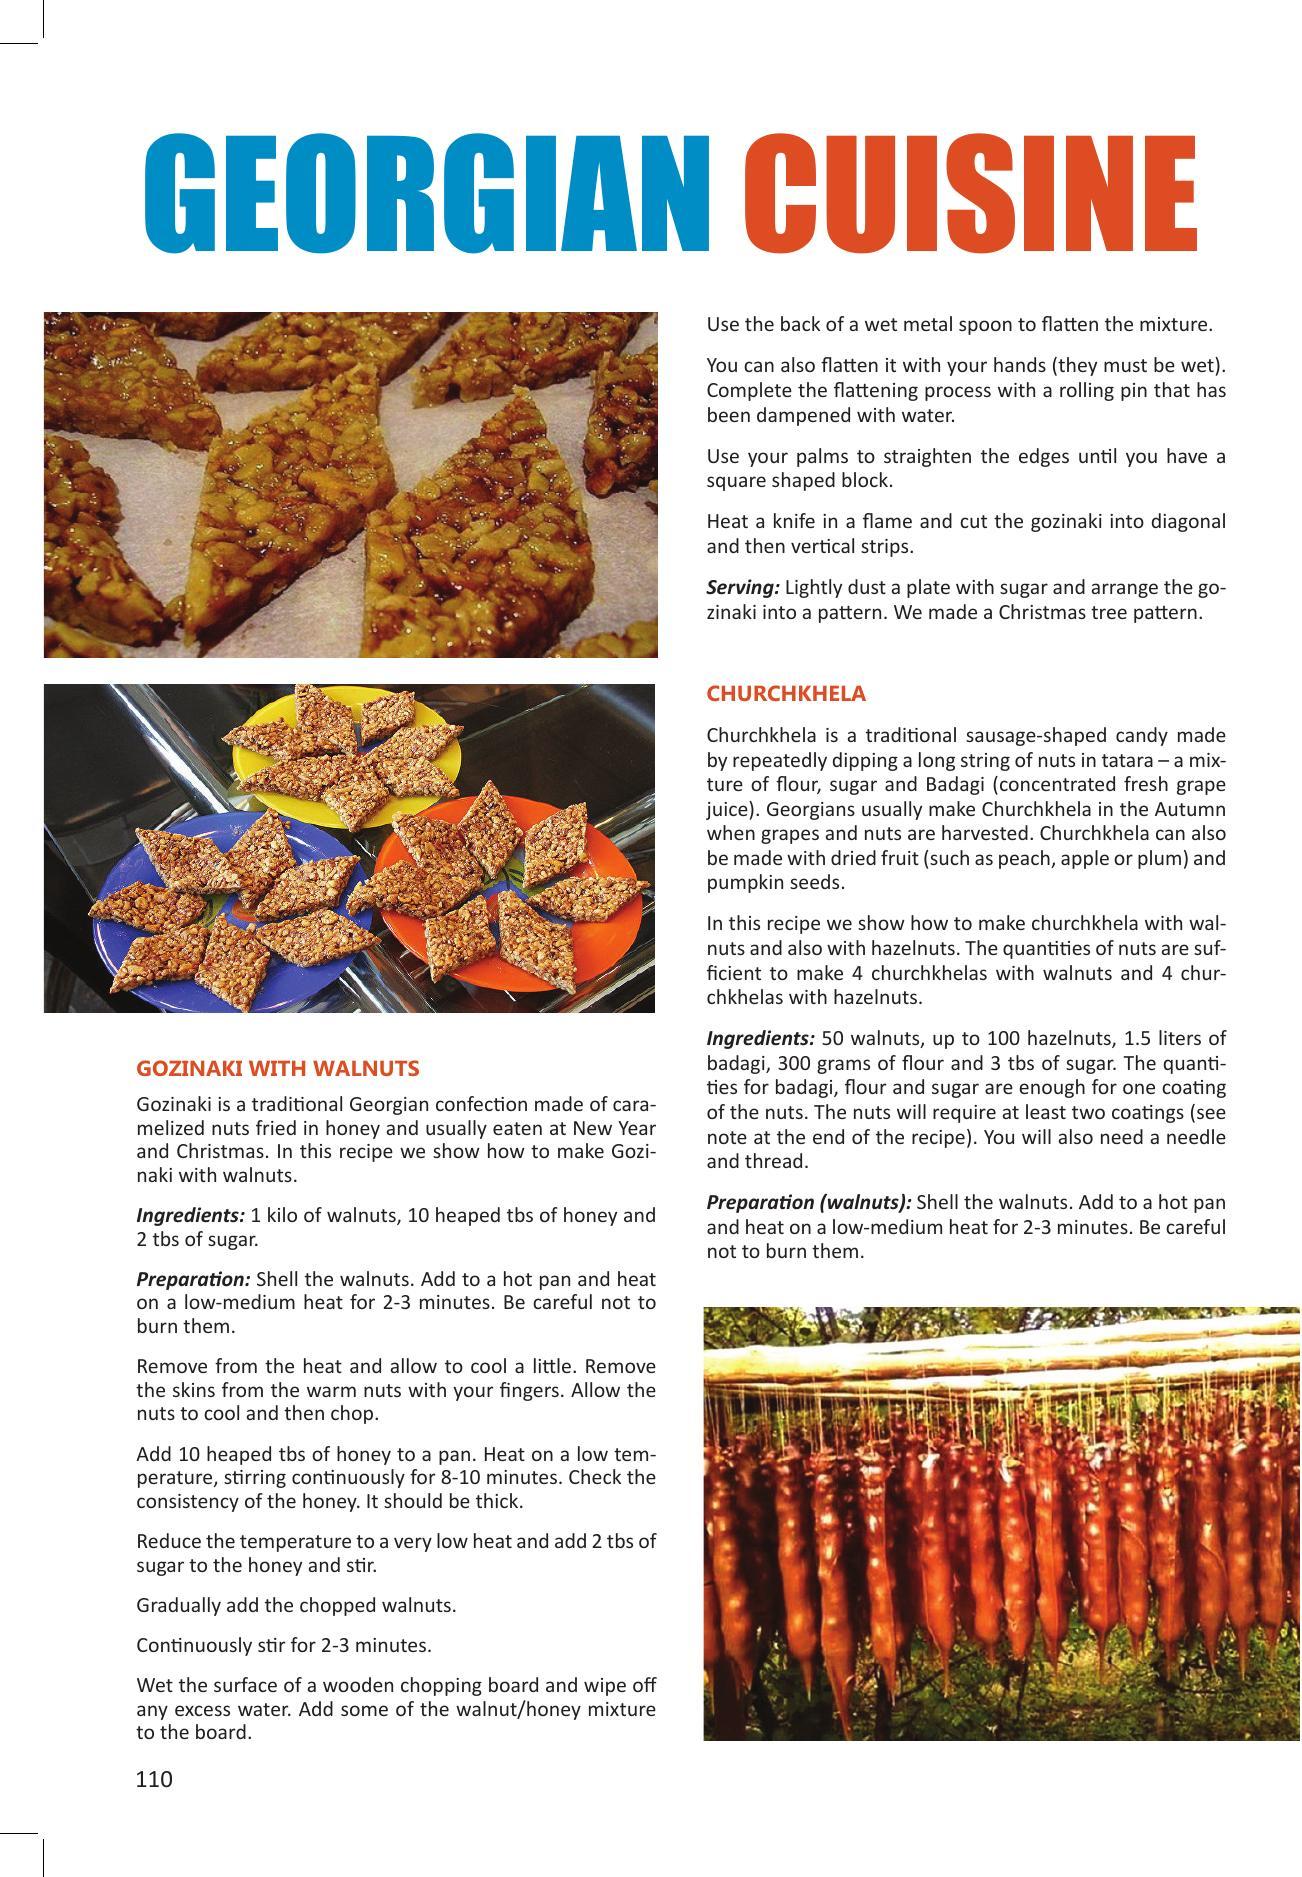 GEORGIAN CUISINE
GOZINAKI WITH WALNUTS
Gozinaki is a traditional Georgian confection made of cara-
melized nuts fried in honey and usually eaten at New Year
and Christmas. In this recipe we show how to make Gozi-
naki with walnuts.
Ingredients: 1 kilo of walnuts, 10 heaped tbs of honey and
2 tbs of sugar.
Preparation: Shell the walnuts. Add to a hot pan and heat
on a low-medium heat for 2-3 minutes. Be careful not to
burn them.
Remove from the heat and allow to cool a little. Remove
the skins from the warm nuts with your fingers. Allow the
nuts to cool and then chop.
Add 10 heaped tbs of honey to a pan. Heat on a low tem-
perature, stirring continuously for 8-10 minutes. Check the
consistency of the honey. It should be thick.
Reduce the temperature to a very low heat and add 2 tbs of
sugar to the honey and stir.
Gradually add the chopped walnuts.
Continuously stir for 2-3 minutes.
Wet the surface of a wooden chopping board and wipe off
any excess water. Add some of the walnut/honey mixture
to the board.
Use the back of a wet metal spoon to flatten the mixture.
You can also flatten it with your hands (they must be wet).
Complete the flattening process with a rolling pin that has
been dampened with water.
Use your palms to straighten the edges until you have a
square shaped block.
Heat a knife in a flame and cut the gozinaki into diagonal
and then vertical strips.
Serving: Lightly dust a plate with sugar and arrange the go-
zinaki into a pattern. We made a Christmas tree pattern.
CHURCHKHELA
Churchkhela is a traditional sausage-shaped candy made
by repeatedly dipping a long string of nuts in tatara – a mix-
ture of flour, sugar and Badagi (concentrated fresh grape
juice). Georgians usually make Churchkhela in the Autumn
when grapes and nuts are harvested. Churchkhela can also
be made with dried fruit (such as peach, apple or plum) and
pumpkin seeds.
In this recipe we show how to make churchkhela with wal-
nuts and also with hazelnuts. The quantities of nuts are suf-
ficient to make 4 churchkhelas with walnuts and 4 chur-
chkhelas with hazelnuts.
Ingredients: 50 walnuts, up to 100 hazelnuts, 1.5 liters of
badagi, 300 grams of flour and 3 tbs of sugar. The quanti-
ties for badagi, flour and sugar are enough for one coating
of the nuts. The nuts will require at least two coatings (see
note at the end of the recipe). You will also need a needle
and thread.
Preparation (walnuts): Shell the walnuts. Add to a hot pan
and heat on a low-medium heat for 2-3 minutes. Be careful
not to burn them.
110